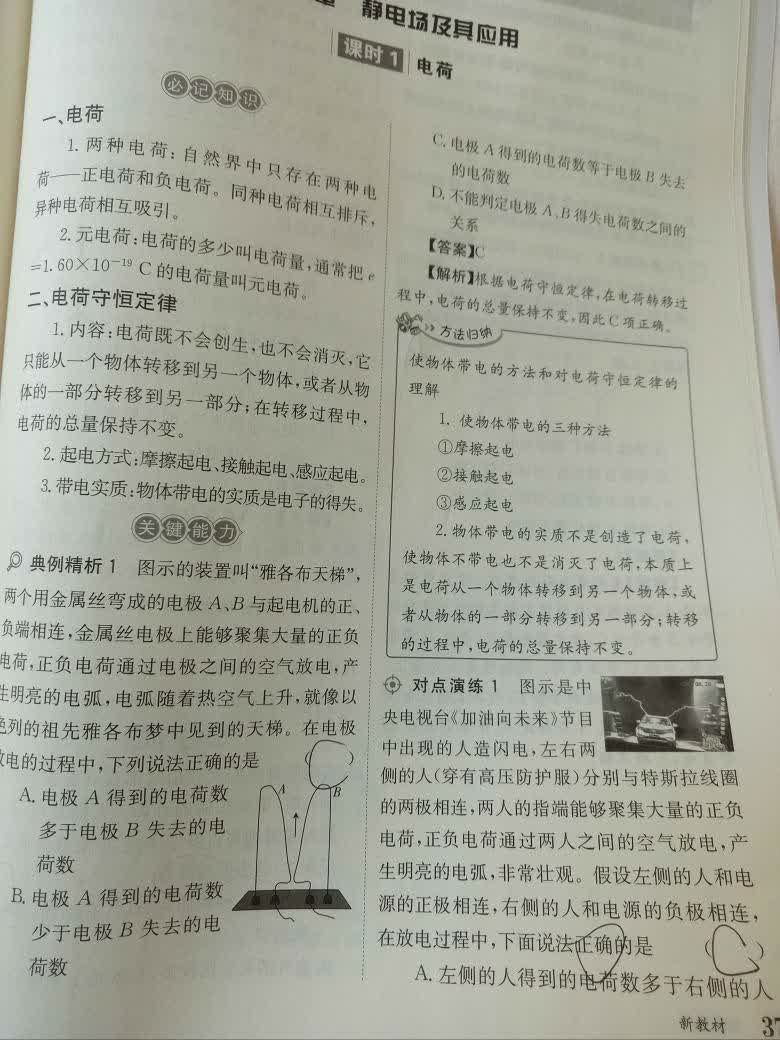 章 静电场及其应用
课时1 电荷
必记知识
一、电荷
1. 两种电荷：自然界中只存在两种电
荷——正电荷和负电荷。同种电荷相互排斥，
异种电荷相互吸引。
2. 元电荷：电荷的多少叫电荷量，通常把 e
=1.60×10⁻¹⁹ C 的电荷量叫元电荷。
二、电荷守恒定律
1. 内容：电荷既不会创生，也不会消灭，它
只能从一个物体转移到另一个物体，或者从物
体的一部分转移到另一部分；在转移过程中，
电荷的总量保持不变。
2. 起电方式：摩擦起电、接触起电、感应起电。
3. 带电实质：物体带电的实质是电子的得失。
关键能力
典例精析 1 图示的装置叫“雅各布天梯”，
两个用金属丝弯成的电极 A、B 与起电机的正、
负端相连，金属丝电极上能够聚集大量的正负
电荷，正负电荷通过电极之间的空气放电，产
生明亮的电弧，电弧随着热空气上升，就像以
色列的祖先雅各布梦中见到的天梯。在电极
放电的过程中，下列说法正确的是
A. 电极 A 得到的电荷数
多于电极 B 失去的电
荷数
B. 电极 A 得到的电荷数
少于电极 B 失去的电
荷数
A
B
C. 电极 A 得到的电荷数等于电极 B 失去
的电荷数
D. 不能判定电极 A、B 得失电荷数之间的
关系
【答案】C
【解析】根据电荷守恒定律，在电荷转移过
程中，电荷的总量保持不变，因此 C 项正确。
方法归纳
使物体带电的方法和对电荷守恒定律的
理解
1. 使物体带电的三种方法
①摩擦起电
②接触起电
③感应起电
2. 物体带电的实质不是创造了电荷，
使物体不带电也不是消灭了电荷，本质上
是电荷从一个物体转移到另一个物体、或
者从物体的一部分转移到另一部分；转移
的过程中，电荷的总量保持不变。
对点演练 1 图示是中
央电视台《加油向未来》节目
中出现的人造闪电，左右两
侧的人（穿有高压防护服）分别与特斯拉线圈
的两极相连，两人的指端能够聚集大量的正负
电荷，正负电荷通过两人之间的空气放电，产
生明亮的电弧，非常壮观。假设左侧的人和电
源的正极相连，右侧的人和电源的负极相连，
在放电过程中，下面说法正确的是 （ ）
A. 左侧的人得到的电荷数多于右侧的人
新教材 37